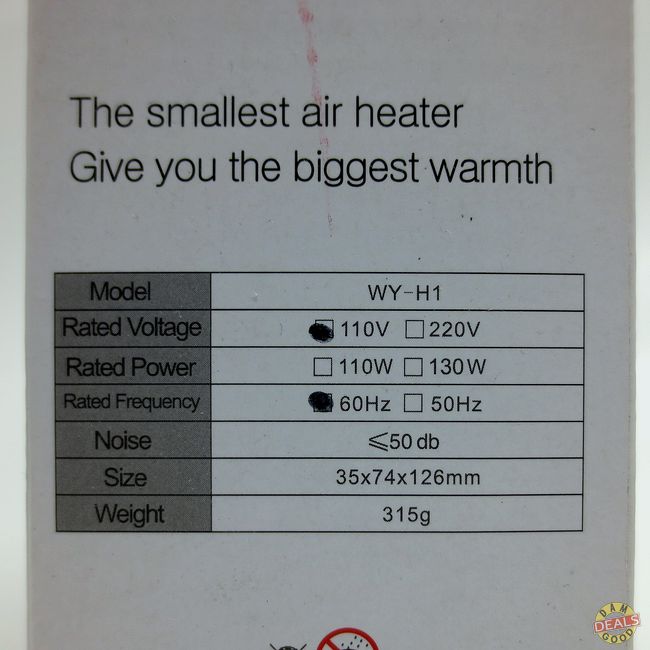 The smallest air heater
Give you the biggest warmth
Model WY-H1
Rated Voltage 110V □ 220V
Rated Power □ 110W □ 130W
Rated Frequency 60Hz □ 50Hz
Noise ⩽50 db
Size 35x74x126mm
Weight 315g
DAM
DEALS
GOOD